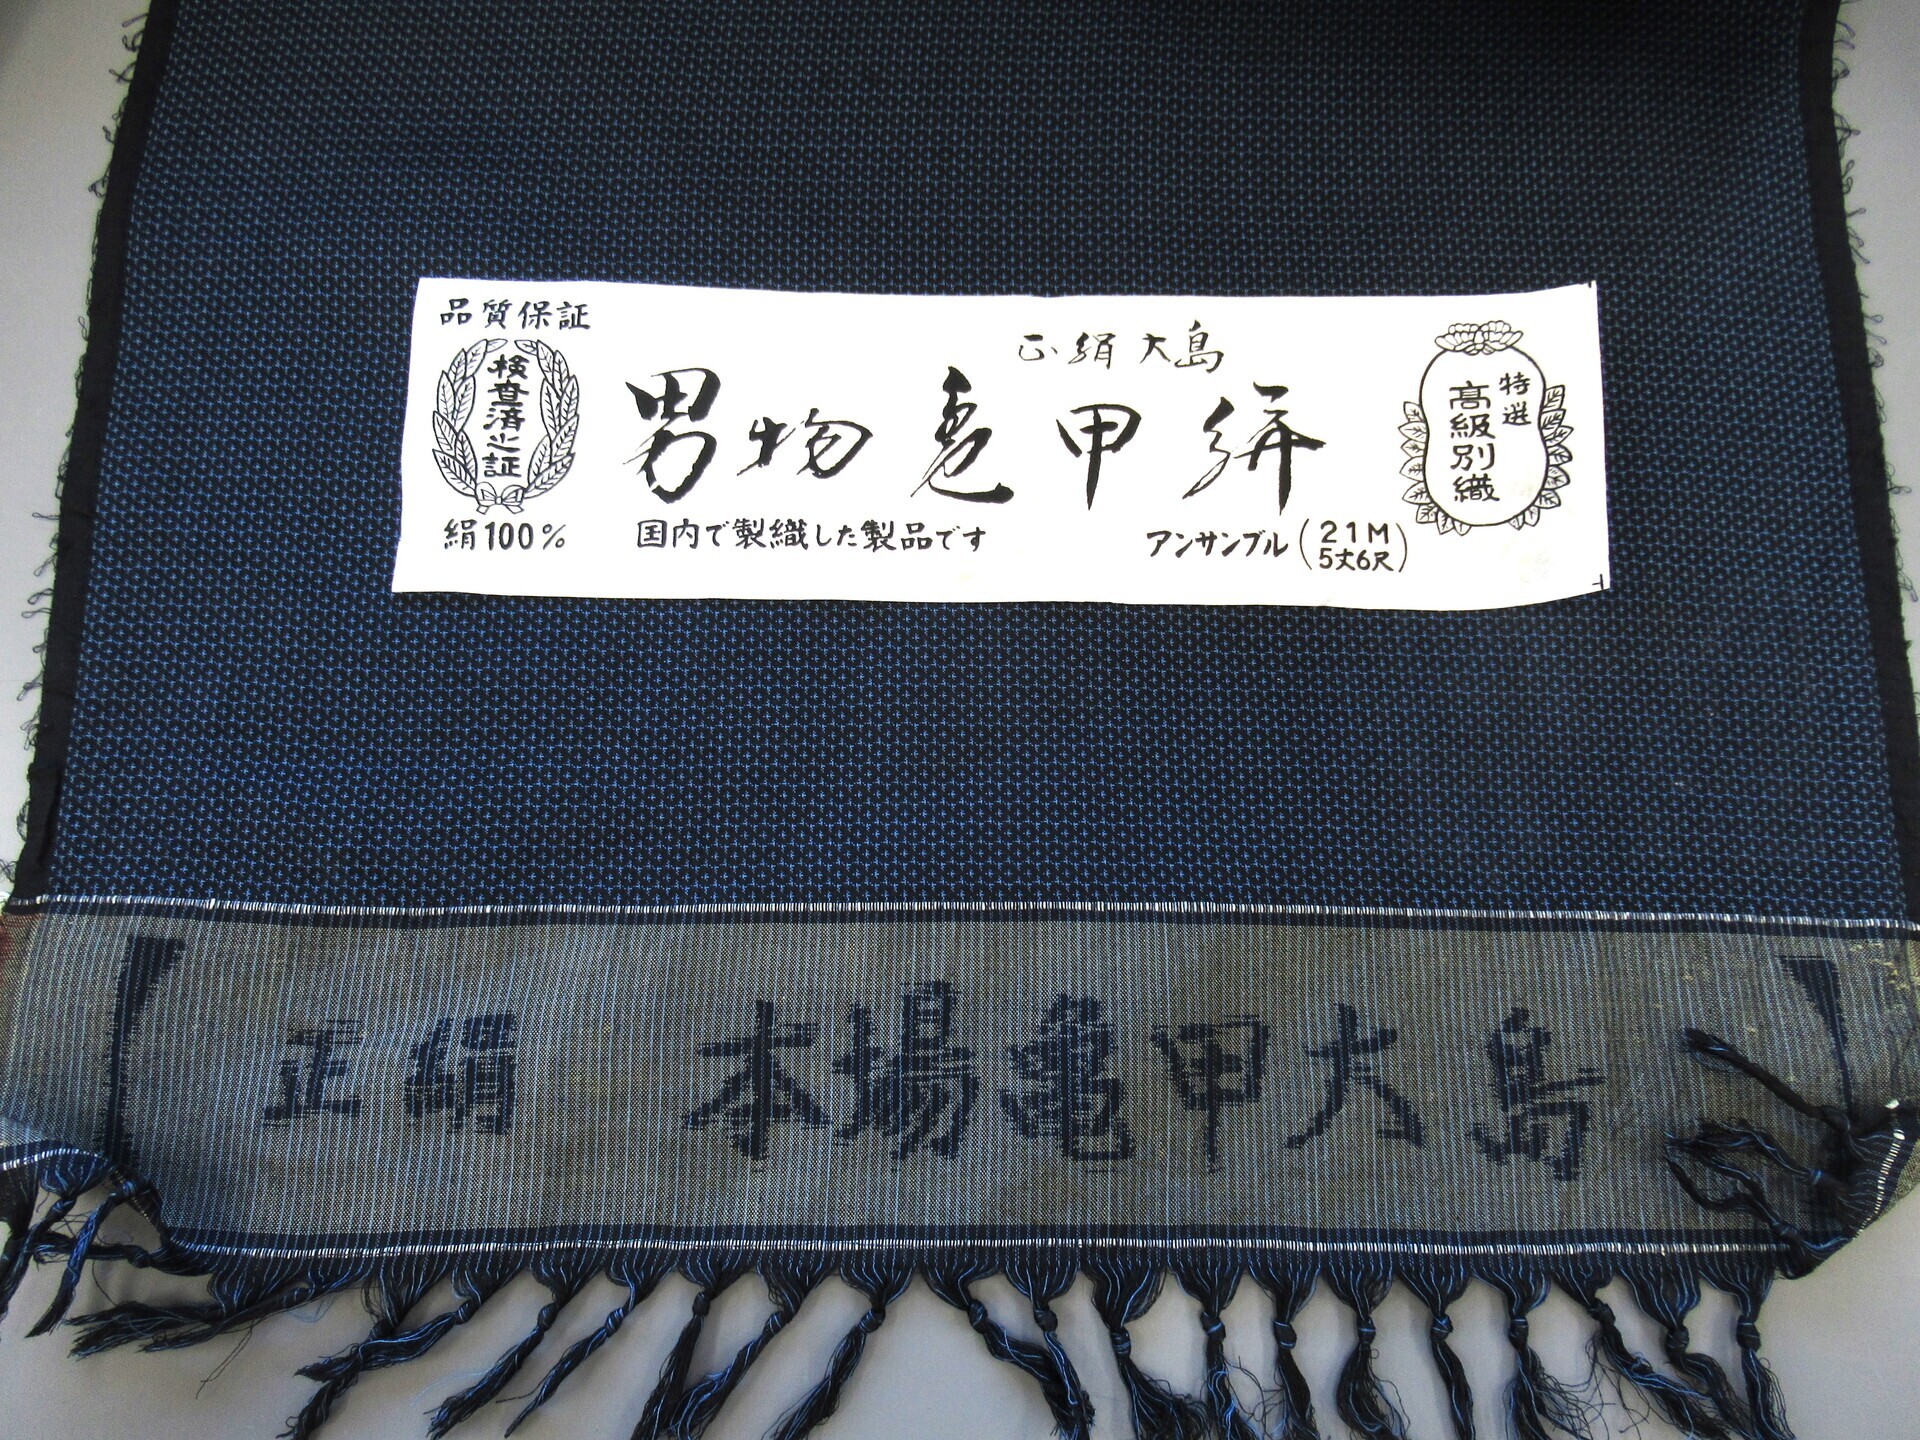 品質保証
検査済之証
絹100%
正絹大島
男物亀甲絣
国内で製織した製品です
アンサンブル(21M 5丈6尺)
特選
高級別織
正絹 本場亀甲大島